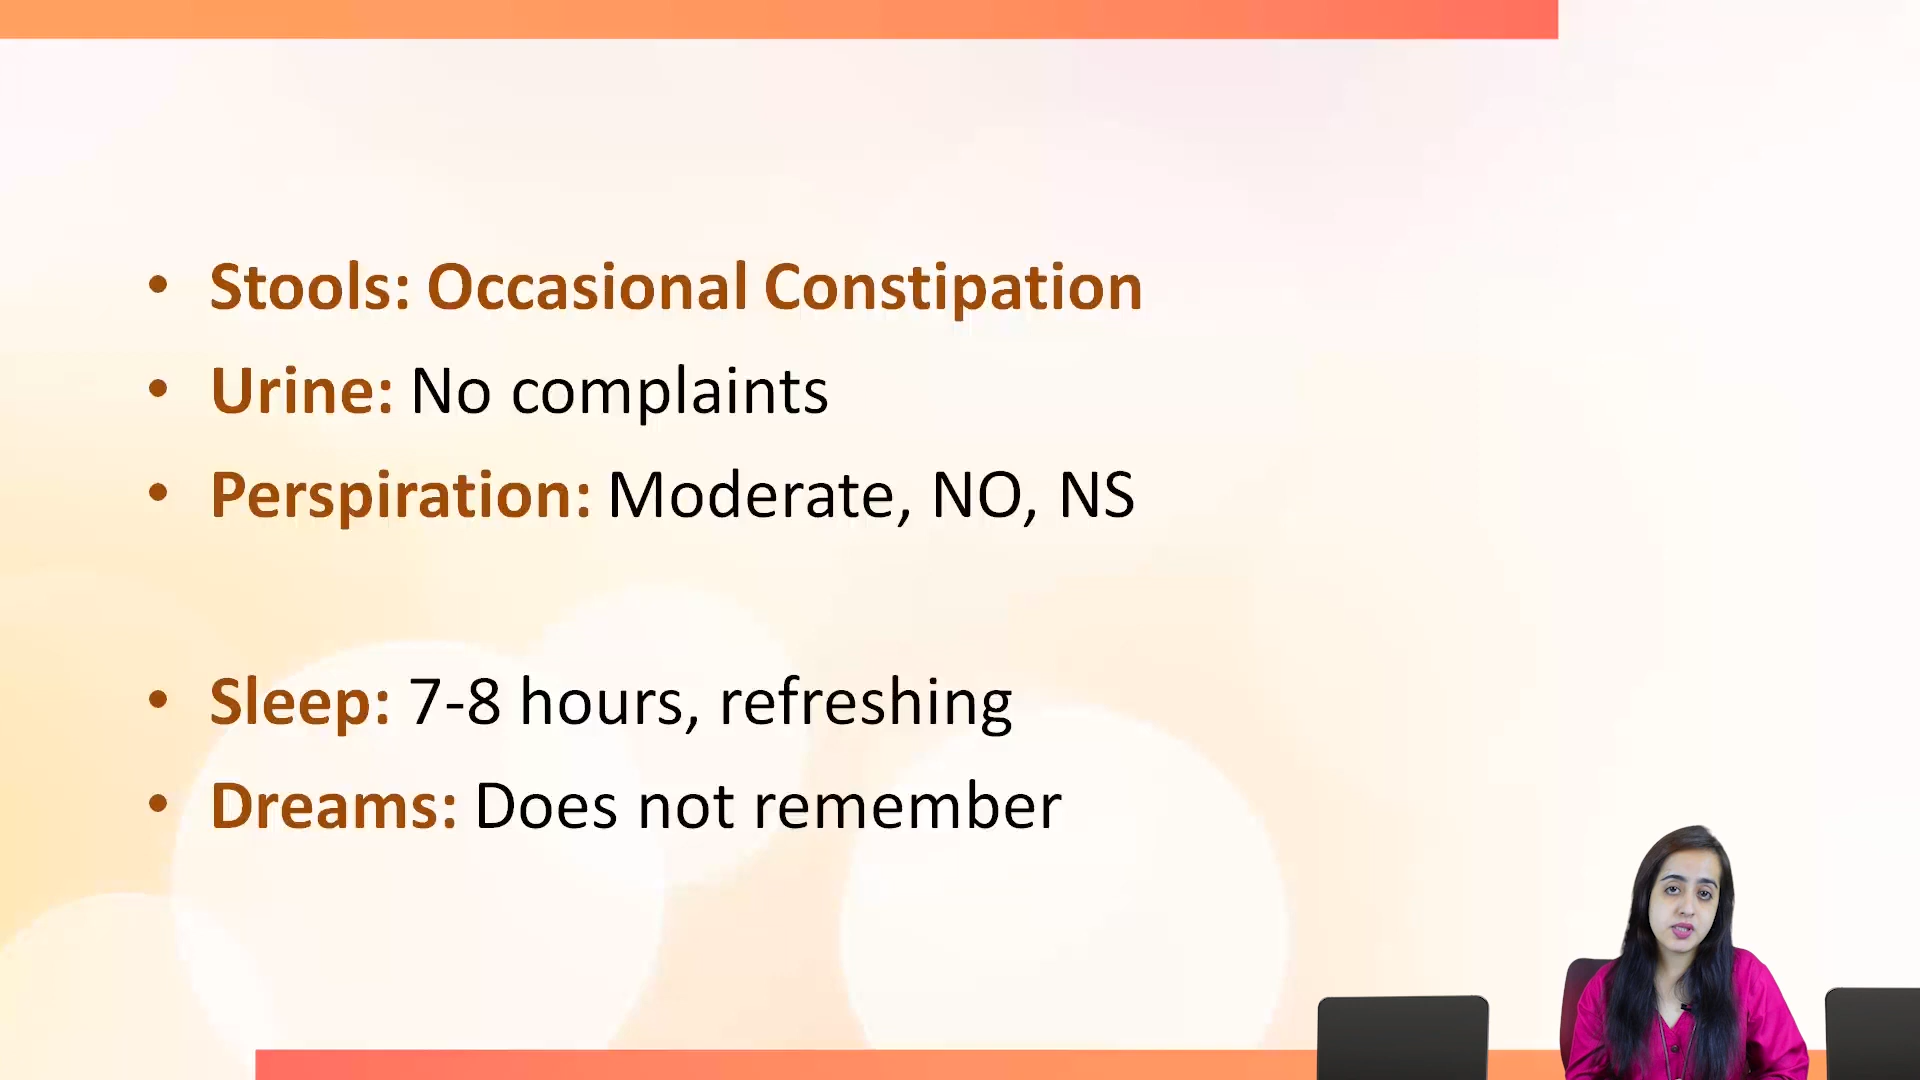 • Stools: Occasional Constipation
• Urine: No complaints
• Perspiration: Moderate, NO, NS
• Sleep: 7-8 hours, refreshing
• Dreams: Does not remember